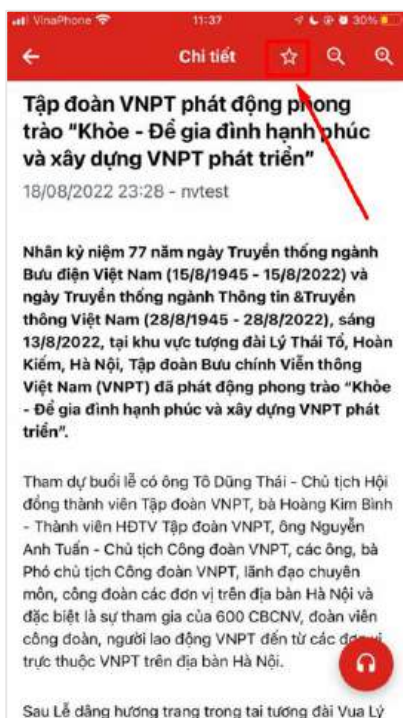 VinaPhone 11:37 30%
Chi tiết
Tập đoàn VNPT phát động phong
trào "Khỏe - Để gia đình hạnh phúc
và xây dựng VNPT phát triển"
18/08/2022 23:28 - nvtest
Nhân kỷ niệm 77 năm ngày Truyền thống ngành
Bưu điện Việt Nam (15/8/1945 - 15/8/2022) và
ngày Truyền thống ngành Thông tin &Truyền
thông Việt Nam (28/8/1945 - 28/8/2022), sáng
13/8/2022, tại khu vực tượng đài Lý Thái Tổ, Hoàn
Kiếm, Hà Nội, Tập đoàn Bưu chính Viễn thông
Việt Nam (VNPT) đã phát động phong trào "Khỏe
- Để gia đình hạnh phúc và xây dựng VNPT phát
triển".
Tham dự buổi lễ có ông Tô Dũng Thái - Chủ tịch Hội
đồng thành viên Tập đoàn VNPT, bà Hoàng Kim Bình
- Thành viên HĐTV Tập đoàn VNPT, ông Nguyễn
Anh Tuấn - Chủ tịch Công đoàn VNPT, các ông, bà
Phó chủ tịch Công đoàn VNPT, lãnh đạo chuyên
môn, công đoàn các đơn vị trên địa bàn Hà Nội và
đặc biệt là sự tham gia của 600 CBCNV, đoàn viên
công đoàn, người lao động VNPT đến từ các đơn vị
trực thuộc VNPT trên địa bàn Hà Nội.
Sau Lễ dâng hương trang trọng tại tượng đài Vua Lý